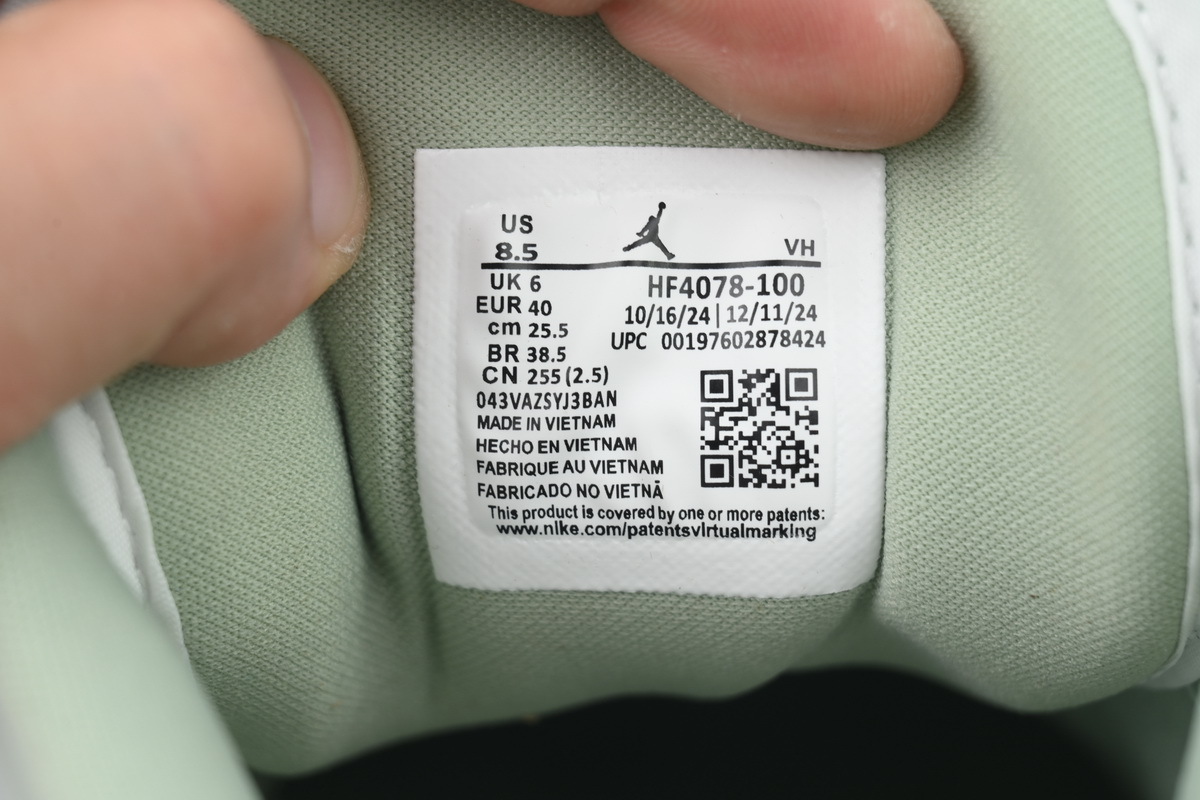 US
8.5
VH
UK 6
EUR 40
cm 25.5
BR 38.5
CN 255 (2.5)
HF4078-100
10/16/24 | 12/11/24
UPC 00197602878424
043VAZSYJ3BAN
MADE IN VIETNAM
HECHO EN VIETNAM
FABRIQUE AU VIETNAM
FABRICADO NO VIETNÃ
This product is covered by one or more patents:
www.nike.com/patentsvirtualmarking